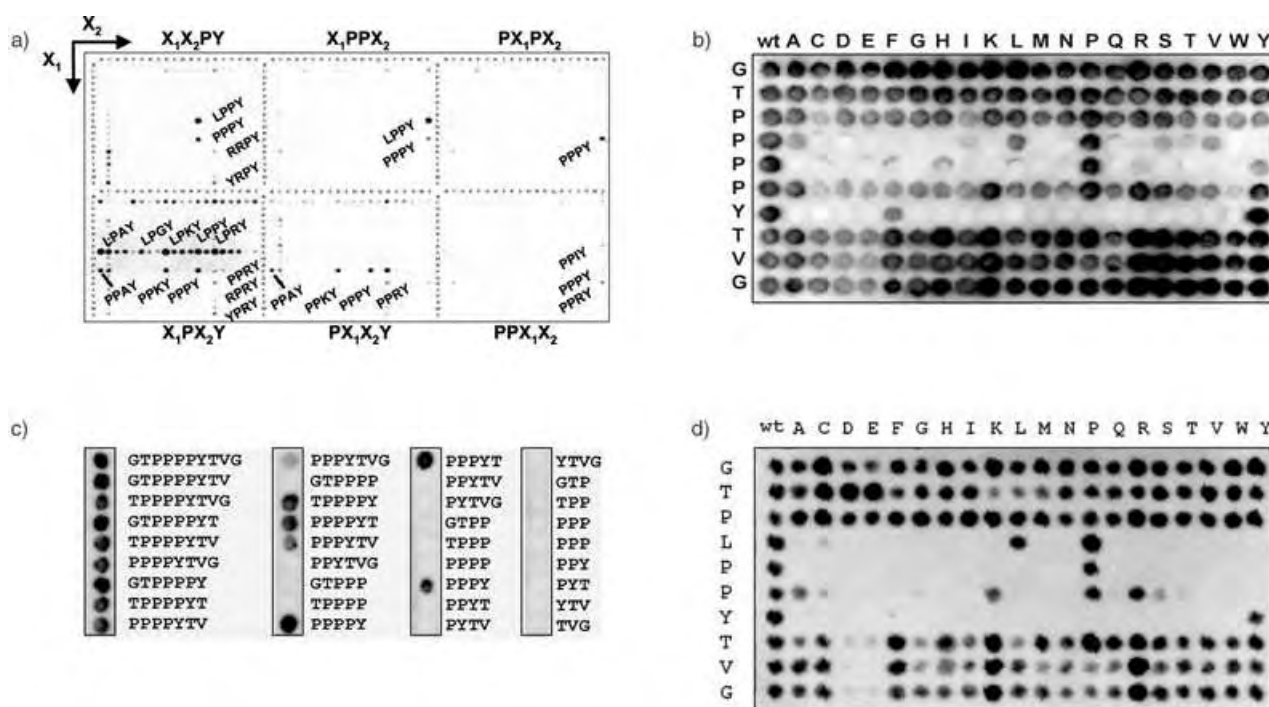 a)
X₂
X₁
X₁X₂PY
X₁PPX₂
PX₁PX₂
LPPY
PPPY
RRPY
YRPY
LPPY
PPPY
PPPY
LPAY
LPGY
LPKY
LPPY
LPRY
PPRY
RPRY
YPRY
PPAY
PPKY
PPPY
PPAY
PPKY
PPPY
PPRY
PPIY
PPPY
PPRY
X₁PX₂Y
PX₁X₂Y
PPX₁X₂
b)
wt A C D E F G H I K L M N P Q R S T V W Y
G
T
P
P
P
P
Y
T
V
G
c)
GTPPPPYTVG
GTPPPPYTV
TPPPPYTVG
GTPPPPYT
TPPPPYTV
PPPPYTVG
GTPPPPY
TPPPPYT
PPPPYTV
PPPYTVG
GTPPPP
TPPPPY
PPPPYT
PPPYTV
PPYTVG
GTPPP
TPPPP
PPPPY
PPPYT
PPYTV
PYTVG
GTPP
TPPP
PPPP
PPPY
PPYT
PYTV
YTVG
GTP
TPP
PPP
PPP
PPY
PYT
YTV
TVG
d)
wt A C D E F G H I K L M N P Q R S T V W Y
G
T
P
L
P
P
Y
T
V
G